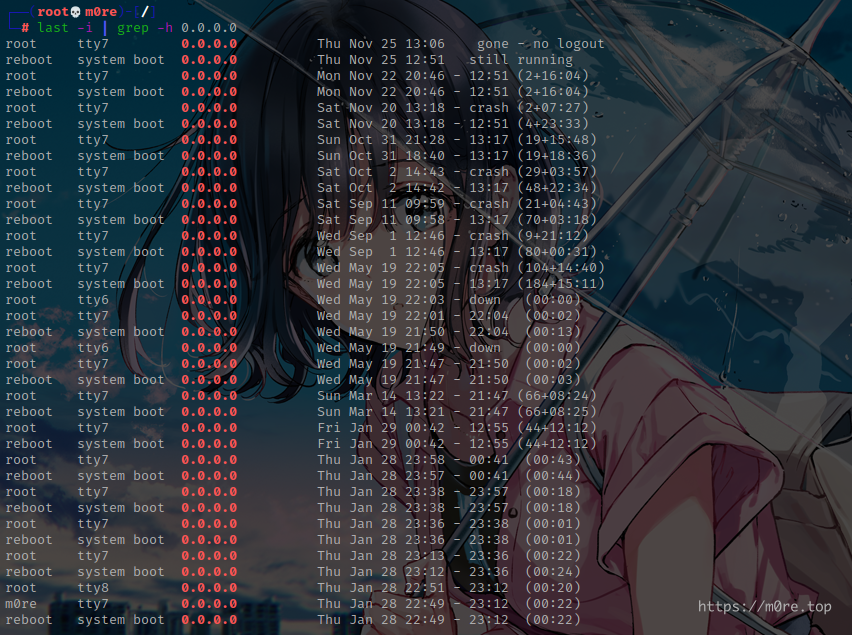 ┌──(root💀m0re)-[/]
└─# last -i | grep -h 0.0.0.0
root     tty7         0.0.0.0          Thu Nov 25 13:06    gone - no logout
reboot   system boot  0.0.0.0          Thu Nov 25 12:51   still running
root     tty7         0.0.0.0          Mon Nov 22 20:46 - 12:51 (2+16:04)
reboot   system boot  0.0.0.0          Mon Nov 22 20:46 - 12:51 (2+16:04)
root     tty7         0.0.0.0          Sat Nov 20 13:18 - crash (2+07:27)
reboot   system boot  0.0.0.0          Sat Nov 20 13:18 - 12:51 (4+23:33)
root     tty7         0.0.0.0          Sun Oct 31 21:28 - 13:17 (19+15:48)
reboot   system boot  0.0.0.0          Sun Oct 31 18:40 - 13:17 (19+18:36)
root     tty7         0.0.0.0          Sat Oct  2 14:43 - crash (29+03:57)
reboot   system boot  0.0.0.0          Sat Oct  2 14:42 - 13:17 (48+22:34)
root     tty7         0.0.0.0          Sat Sep 11 09:59 - crash (21+04:43)
reboot   system boot  0.0.0.0          Sat Sep 11 09:58 - 13:17 (70+03:18)
root     tty7         0.0.0.0          Wed Sep  1 12:46 - crash (9+21:12)
reboot   system boot  0.0.0.0          Wed Sep  1 12:46 - 13:17 (80+00:31)
root     tty7         0.0.0.0          Wed May 19 22:05 - crash (104+14:40)
reboot   system boot  0.0.0.0          Wed May 19 22:05 - 13:17 (184+15:11)
root     tty6         0.0.0.0          Wed May 19 22:03 - down   (00:00)
root     tty7         0.0.0.0          Wed May 19 22:01 - 22:04  (00:02)
reboot   system boot  0.0.0.0          Wed May 19 21:50 - 22:04  (00:13)
root     tty6         0.0.0.0          Wed May 19 21:49 - down   (00:00)
root     tty7         0.0.0.0          Wed May 19 21:47 - 21:50  (00:02)
reboot   system boot  0.0.0.0          Wed May 19 21:47 - 21:50  (00:03)
root     tty7         0.0.0.0          Sun Mar 14 13:22 - 21:47 (66+08:24)
reboot   system boot  0.0.0.0          Sun Mar 14 13:21 - 21:47 (66+08:25)
root     tty7         0.0.0.0          Fri Jan 29 00:42 - 12:55 (44+12:12)
reboot   system boot  0.0.0.0          Fri Jan 29 00:42 - 12:55 (44+12:12)
root     tty7         0.0.0.0          Thu Jan 28 23:58 - 00:41  (00:43)
reboot   system boot  0.0.0.0          Thu Jan 28 23:57 - 00:41  (00:44)
root     tty7         0.0.0.0          Thu Jan 28 23:38 - 23:57  (00:18)
reboot   system boot  0.0.0.0          Thu Jan 28 23:38 - 23:57  (00:18)
root     tty7         0.0.0.0          Thu Jan 28 23:36 - 23:38  (00:01)
reboot   system boot  0.0.0.0          Thu Jan 28 23:36 - 23:38  (00:01)
root     tty7         0.0.0.0          Thu Jan 28 23:13 - 23:36  (00:22)
reboot   system boot  0.0.0.0          Thu Jan 28 23:12 - 23:36  (00:24)
root     tty8         0.0.0.0          Thu Jan 28 22:51 - 23:12  (00:20)
m0re     tty7         0.0.0.0          Thu Jan 28 22:49 - 23:12  (00:22)
reboot   system boot  0.0.0.0          Thu Jan 28 22:49 - 23:12  (00:22)
https://m0re.top